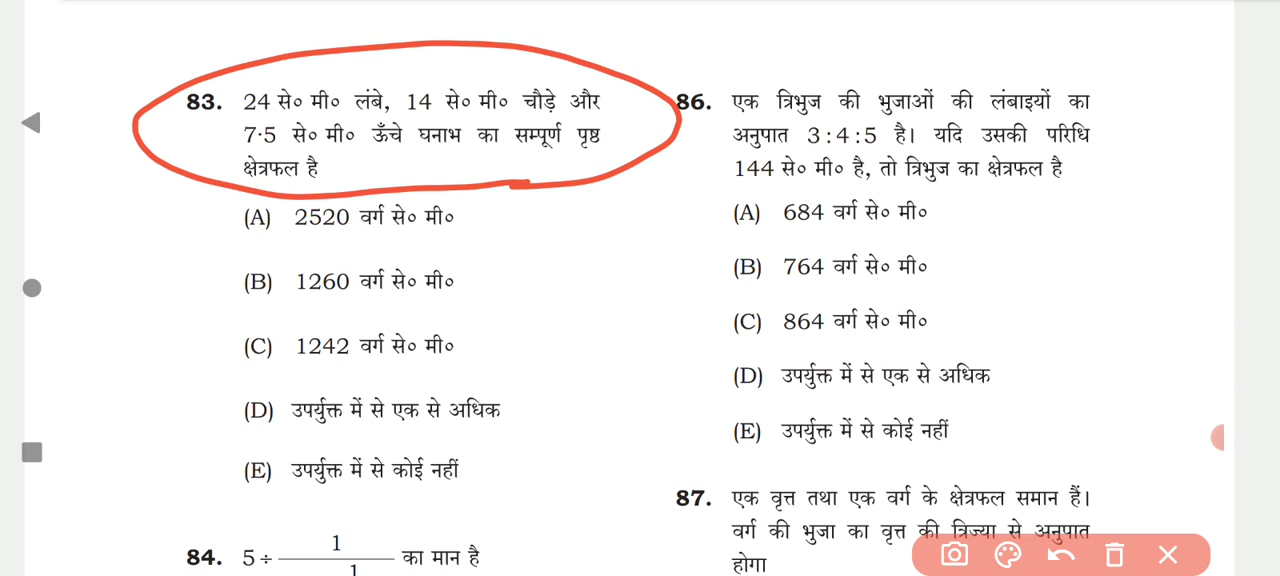 83. 24 से० मी० लंबे, 14 से० मी० चौड़े और
7·5 से० मी० ऊँचे घनाभ का सम्पूर्ण पृष्ठ
क्षेत्रफल है
(A) 2520 वर्ग से० मी०
(B) 1260 वर्ग से० मी०
(C) 1242 वर्ग से० मी०
(D) उपर्युक्त में से एक से अधिक
(E) उपर्युक्त में से कोई नहीं
84. 5 ÷ 1 का मान है
1
86. एक त्रिभुज की भुजाओं की लंबाइयों का
अनुपात 3 : 4 : 5 है। यदि उसकी परिधि
144 से० मी० है, तो त्रिभुज का क्षेत्रफल है
(A) 684 वर्ग से० मी०
(B) 764 वर्ग से० मी०
(C) 864 वर्ग से० मी०
(D) उपर्युक्त में से एक से अधिक
(E) उपर्युक्त में से कोई नहीं
87. एक वृत्त तथा एक वर्ग के क्षेत्रफल समान हैं।
वर्ग की भुजा का वृत्त की त्रिज्या से अनुपात
होगा